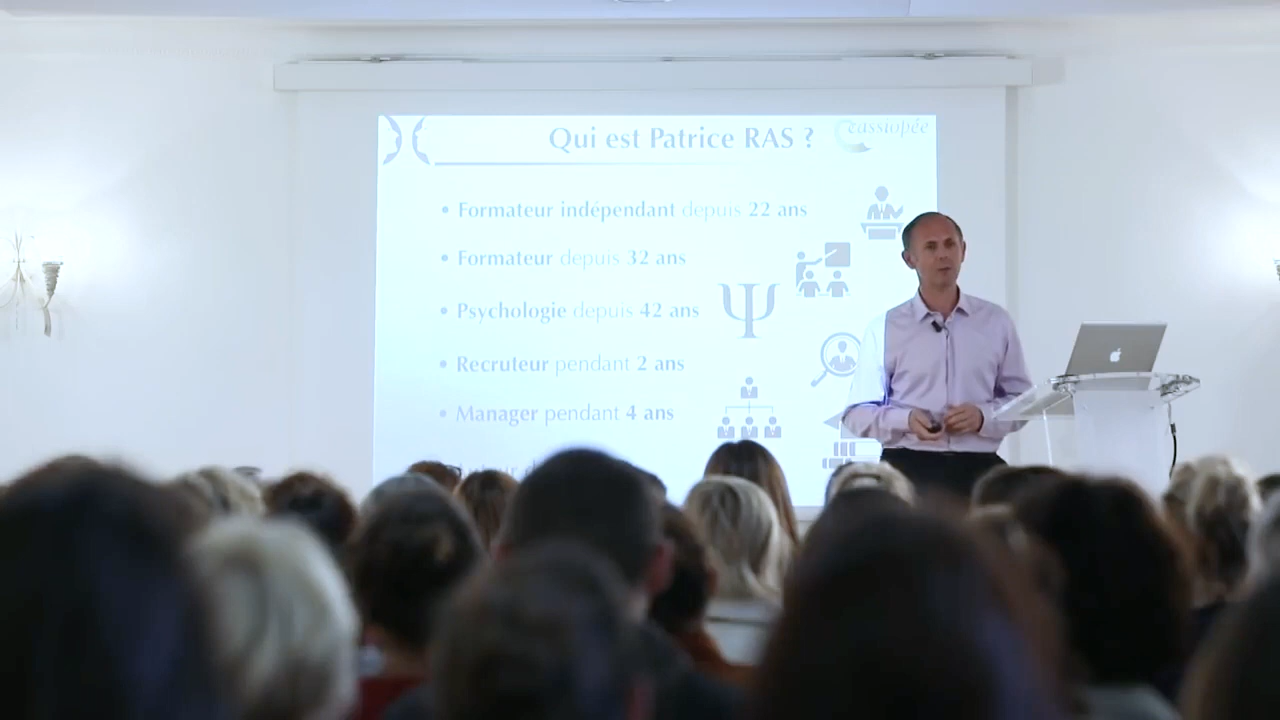 Qui est Patrice RAS ?
cassiopée
• Formateur indépendant depuis 22 ans
• Formateur depuis 32 ans
• Psychologie depuis 42 ans
Ψ
• Recruteur pendant 2 ans
• Manager pendant 4 ans